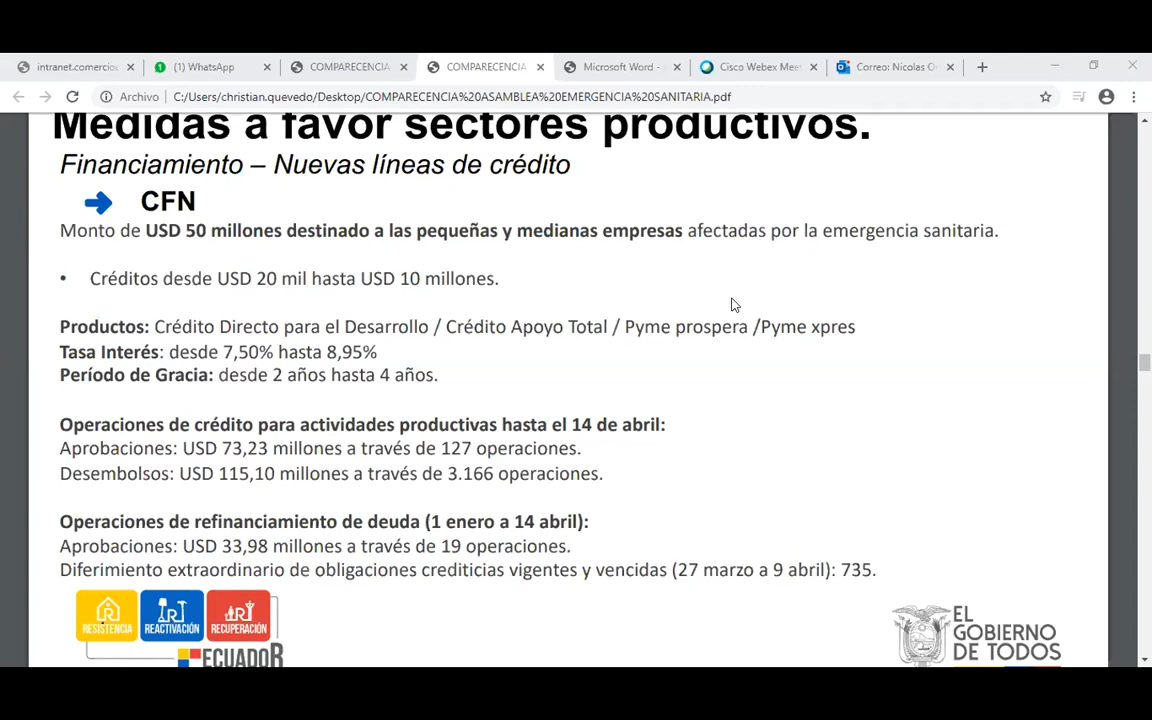 intranet.comercio
(1) WhatsApp
COMPARECENCIA
COMPARECENCIA
Microsoft Word -
Cisco Webex Mee
Correo: Nicolas O
Archivo
C:/Users/christian.quevedo/Desktop/COMPARECENCIA%20ASAMBLEA%20EMERGENCIA%20SANITARIA.pdf
Medidas a favor sectores productivos.
Financiamiento – Nuevas líneas de crédito
CFN
Monto de USD 50 millones destinado a las pequeñas y medianas empresas afectadas por la emergencia sanitaria.
• Créditos desde USD 20 mil hasta USD 10 millones.
Productos: Crédito Directo para el Desarrollo / Crédito Apoyo Total / Pyme prospera /Pyme xpres
Tasa Interés: desde 7,50% hasta 8,95%
Período de Gracia: desde 2 años hasta 4 años.
Operaciones de crédito para actividades productivas hasta el 14 de abril:
Aprobaciones: USD 73,23 millones a través de 127 operaciones.
Desembolsos: USD 115,10 millones a través de 3.166 operaciones.
Operaciones de refinanciamiento de deuda (1 enero a 14 abril):
Aprobaciones: USD 33,98 millones a través de 19 operaciones.
Diferimiento extraordinario de obligaciones crediticias vigentes y vencidas (27 marzo a 9 abril): 735.
R R R
RESISTENCIA REACTIVACIÓN RECUPERACIÓN
ECUADOR
EL
GOBIERNO
DE TODOS